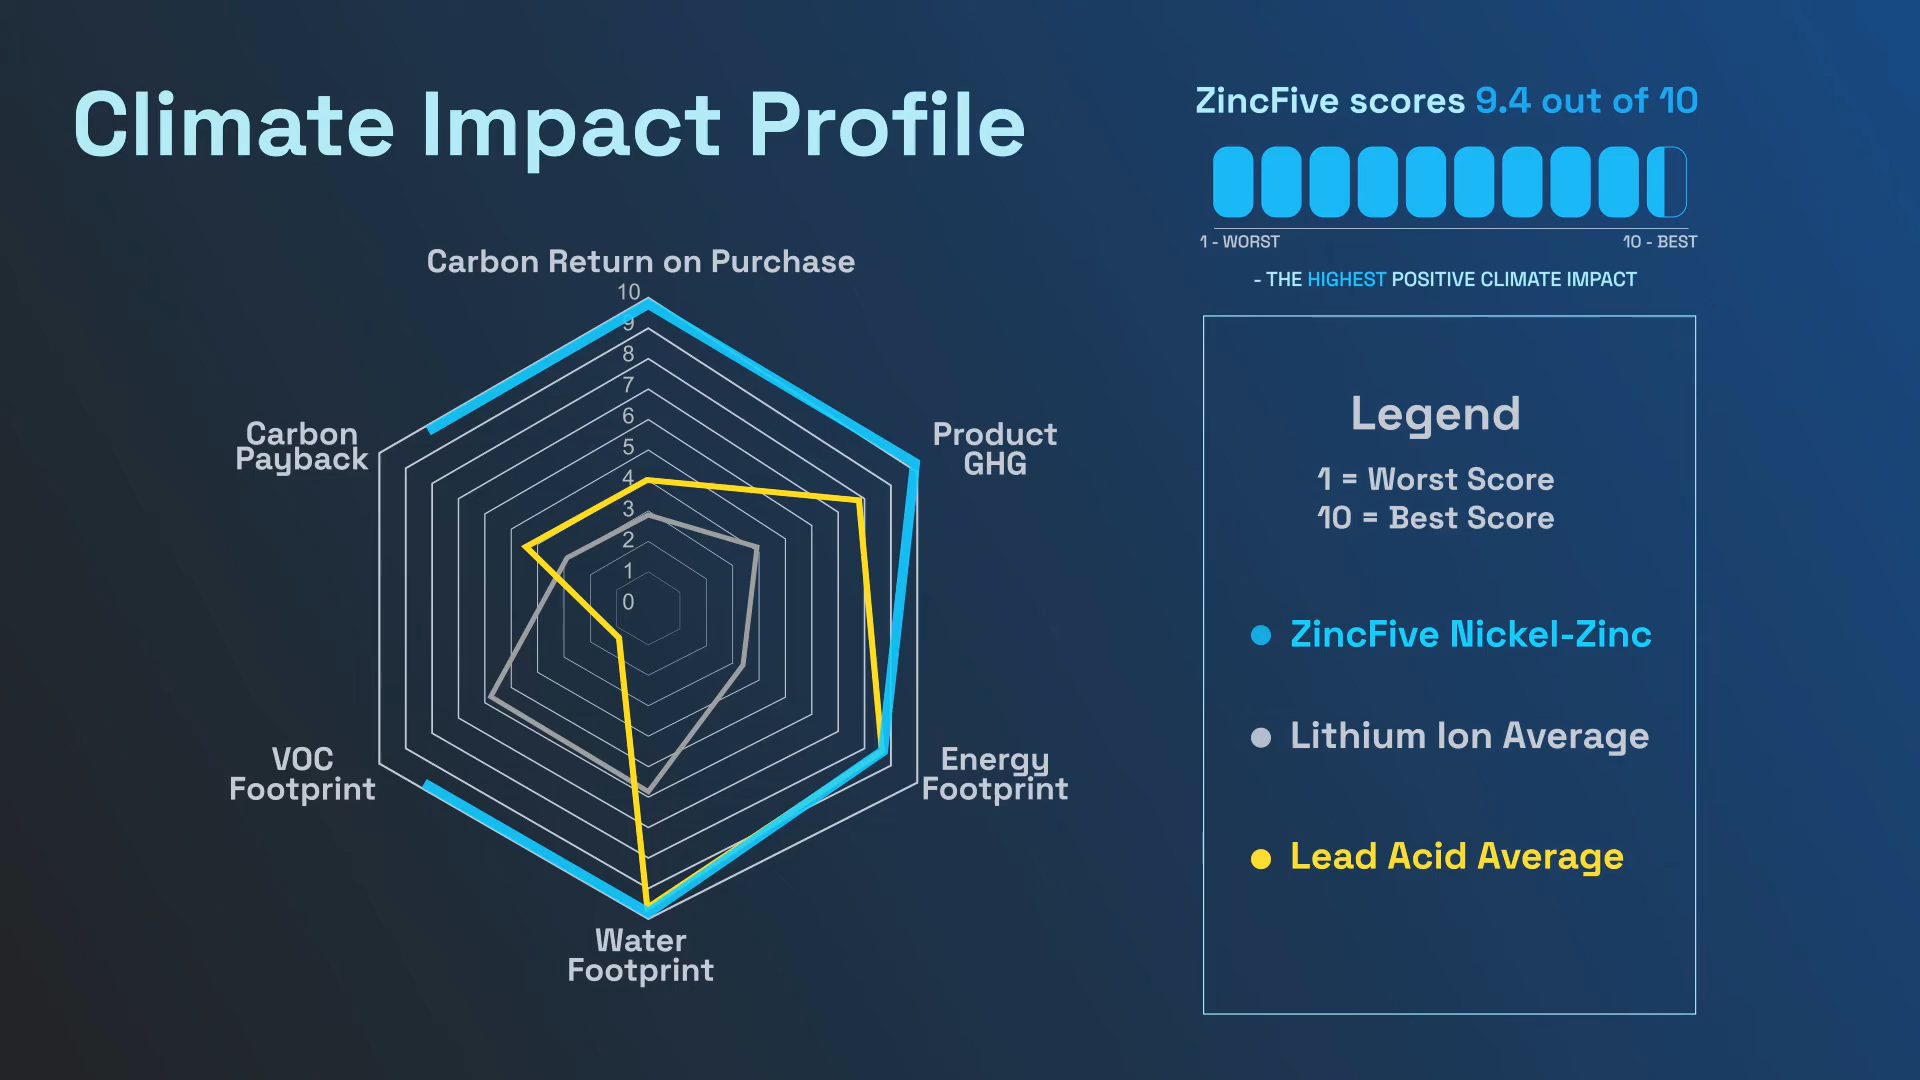 Climate Impact Profile
ZincFive scores 9.4 out of 10
1 - WORST
10 - BEST
- THE HIGHEST POSITIVE CLIMATE IMPACT
Carbon Return on Purchase
10
9
8
7
6
5
4
3
2
1
0
Carbon
Payback
Product
GHG
VOC
Footprint
Energy
Footprint
Water
Footprint
Legend
1 = Worst Score
10 = Best Score
ZincFive Nickel-Zinc
Lithium Ion Average
Lead Acid Average